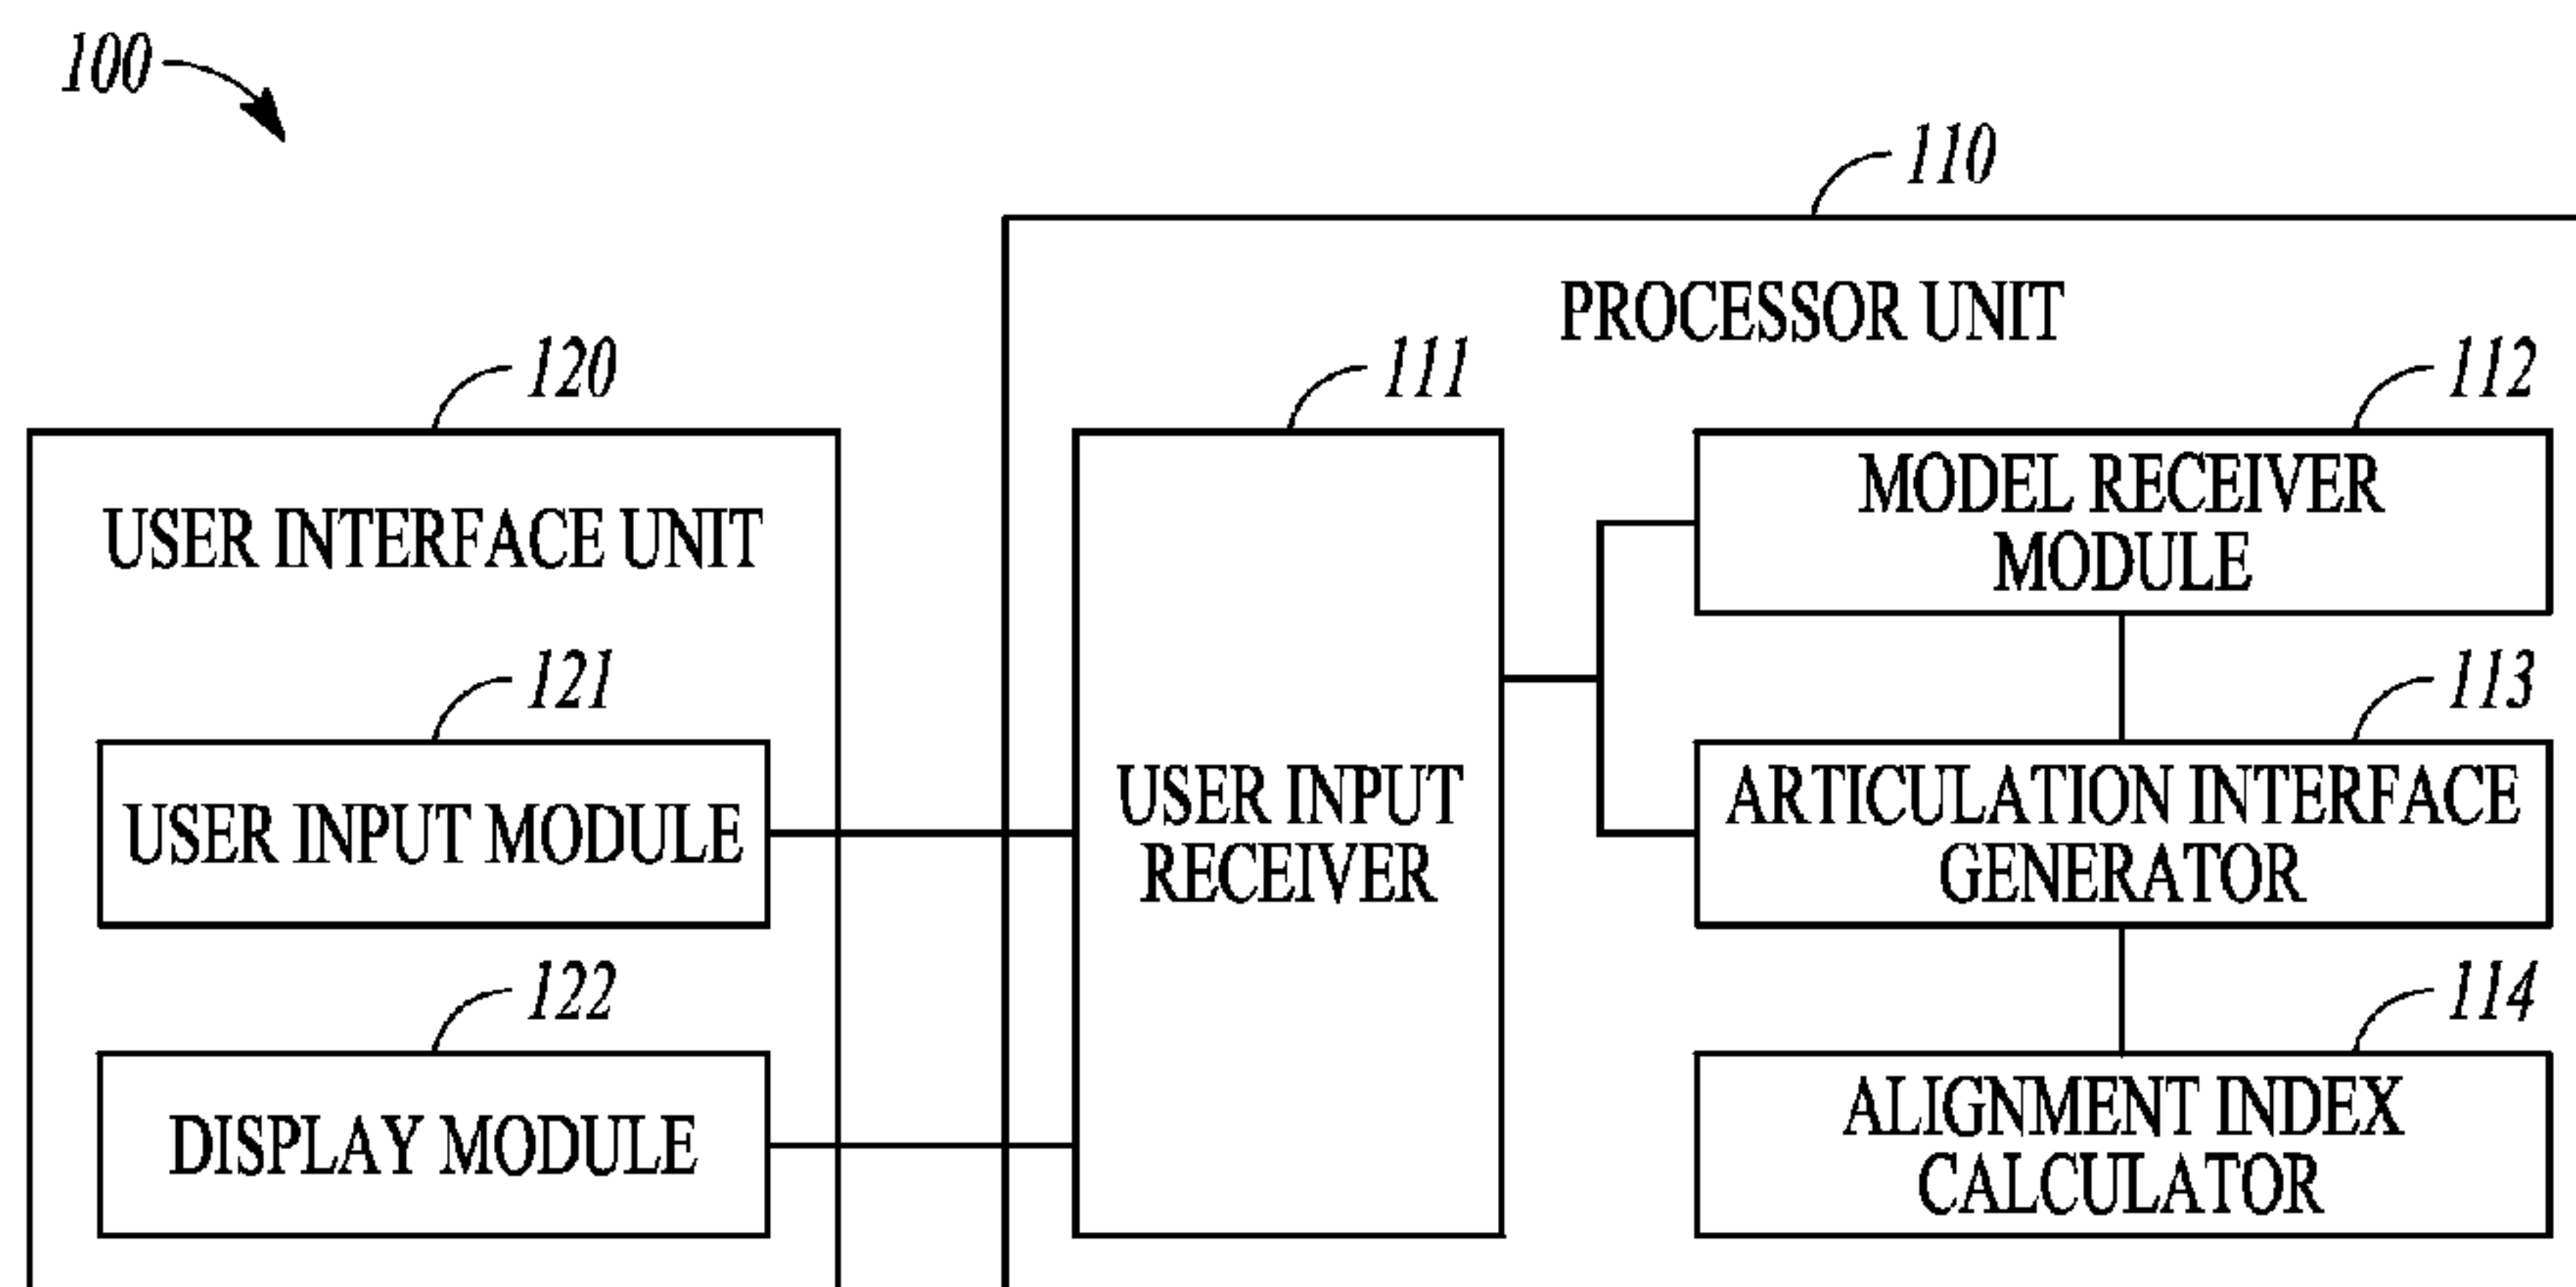 100
110
PROCESSOR UNIT
120
111
112
USER INTERFACE UNIT
MODEL RECEIVER
MODULE
121
113
USER INPUT MODULE
USER INPUT
RECEIVER
ARTICULATION INTERFACE
GENERATOR
122
114
DISPLAY MODULE
ALIGNMENT INDEX
CALCULATOR